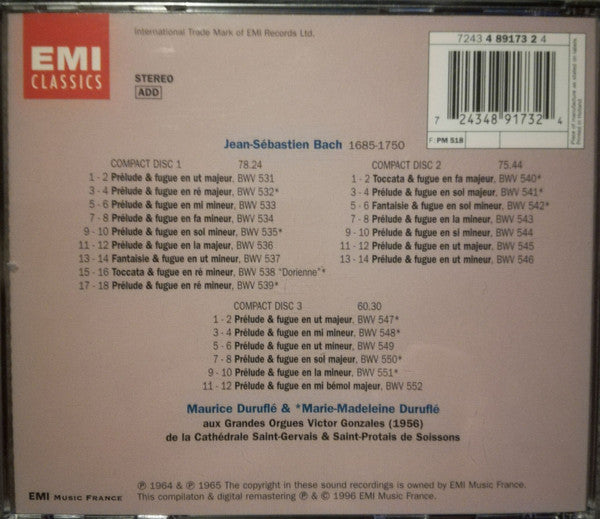 EMI
CLASSICS
International Trade Mark of EMI Records Ltd.
STEREO
ADD
7243 4 89173 2 4
7 24348 91732 4
F: PM 518
Place of manufacture as stated on labels.
Printed in Holland
Jean-Sébastien Bach 1685-1750
COMPACT DISC 1 78.24
1 - 2 Prélude & fugue en ut majeur, BWV 531
3 - 4 Prélude & fugue en ré majeur, BWV 532*
5 - 6 Prélude & fugue en mi mineur, BWV 533
7 - 8 Prélude & fugue en fa mineur, BWV 534
9 - 10 Prélude & fugue en sol mineur, BWV 535*
11 - 12 Prélude & fugue en la majeur, BWV 536
13 - 14 Fantaisie & fugue en ut mineur, BWV 537
15 - 16 Toccata & fugue en ré mineur, BWV 538 "Dorienne"*
17 - 18 Prélude & fugue en ré mineur, BWV 539*
COMPACT DISC 2 75.44
1 - 2 Toccata & fugue en fa majeur, BWV 540*
3 - 4 Prélude & fugue en sol majeur, BWV 541*
5 - 6 Fantaisie & fugue en sol mineur, BWV 542*
7 - 8 Prélude & fugue en la mineur, BWV 543
9 - 10 Prélude & fugue en si mineur, BWV 544
11 - 12 Prélude & fugue en ut majeur, BWV 545
13 - 14 Prélude & fugue en ut mineur, BWV 546
COMPACT DISC 3 60.30
1 - 2 Prélude & fugue en ut majeur, BWV 547*
3 - 4 Prélude & fugue en mi mineur, BWV 548*
5 - 6 Prélude & fugue en ut mineur, BWV 549
7 - 8 Prélude & fugue en sol majeur, BWV 550*
9 - 10 Prélude & fugue en la mineur, BWV 551*
11 - 12 Prélude & fugue en mi bémol majeur, BWV 552
Maurice Duruflé & *Marie-Madeleine Duruflé
aux Grandes Orgues Victor Gonzales (1956)
de la Cathédrale Saint-Gervais & Saint-Protais de Soissons
EMI MUSIC FRANCE
℗ 1964 & ℗ 1965 The copyright in these sound recordings is owned by EMI Music France.
This compilaton & digital remastering ℗ & © 1996 EMI Music France.